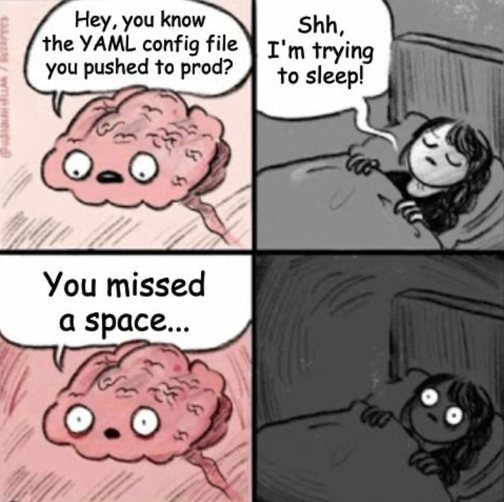 Hey, you know
the YAML config file
you pushed to prod?
Shh,
I'm trying
to sleep!
You missed
a space...